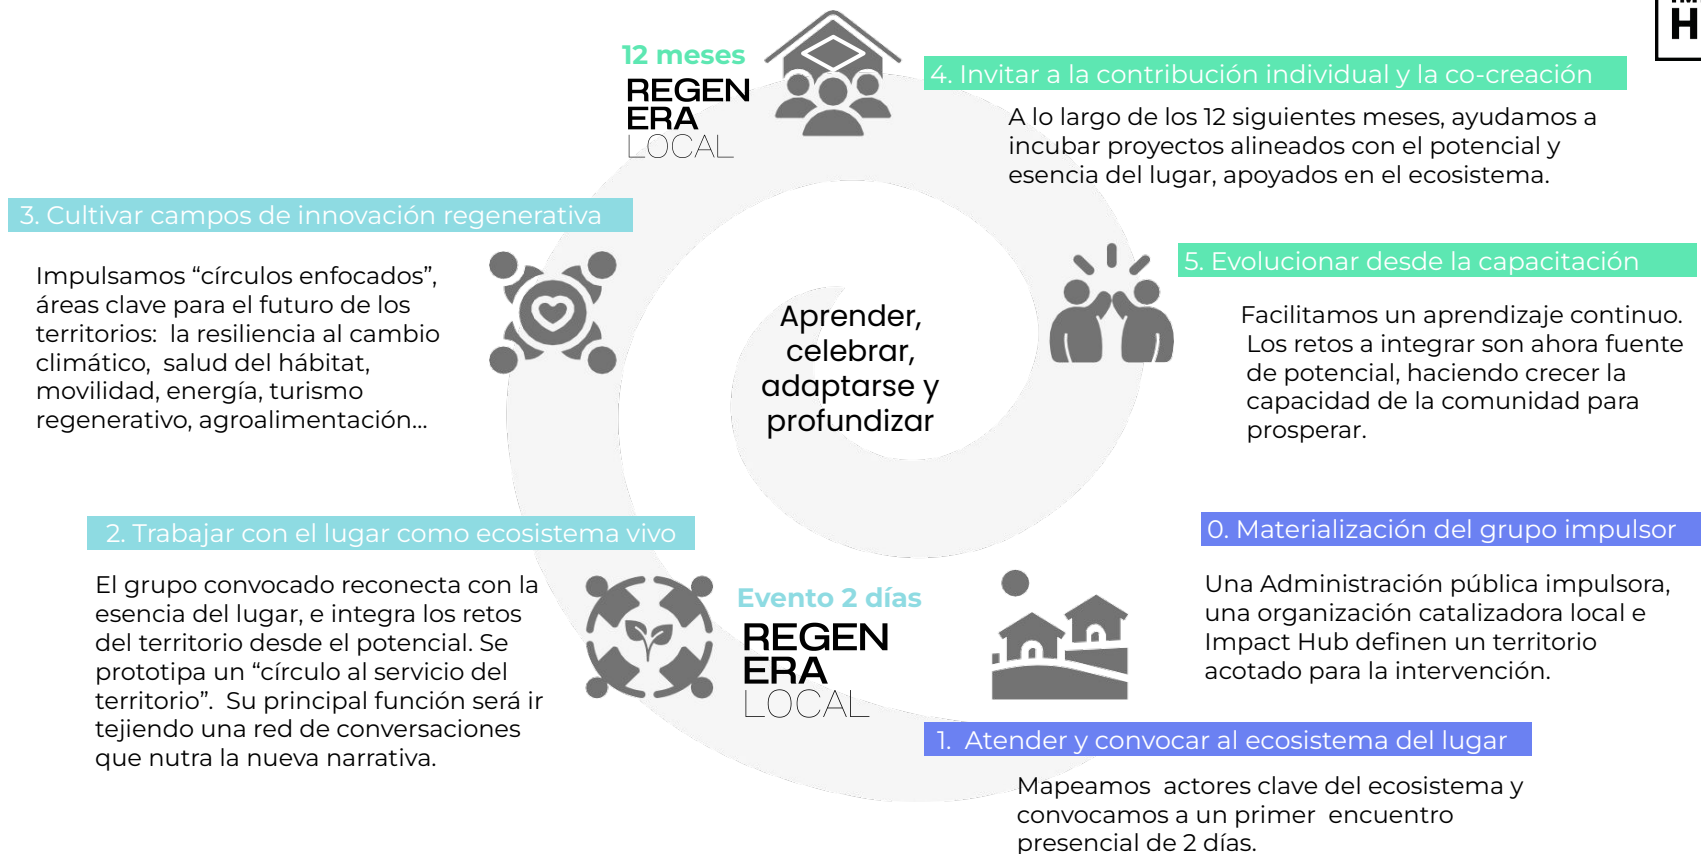 H
12 meses
REGEN
ERA
LOCAL
4. Invitar a la contribución individual y la co-creación
A lo largo de los 12 siguientes meses, ayudamos a
incubar proyectos alineados con el potencial y
esencia del lugar, apoyados en el ecosistema.
3. Cultivar campos de innovación regenerativa
Impulsamos “círculos enfocados”,
áreas clave para el futuro de los
territorios: la resiliencia al cambio
climático, salud del hábitat,
movilidad, energía, turismo
regenerativo, agroalimentación...
Aprender,
celebrar,
adaptarse y
profundizar
5. Evolucionar desde la capacitación
Facilitamos un aprendizaje continuo.
Los retos a integrar son ahora fuente
de potencial, haciendo crecer la
capacidad de la comunidad para
prosperar.
2. Trabajar con el lugar como ecosistema vivo
El grupo convocado reconecta con la
esencia del lugar, e integra los retos
del territorio desde el potencial. Se
prototipa un “círculo al servicio del
territorio”. Su principal función será ir
tejiendo una red de conversaciones
que nutra la nueva narrativa.
Evento 2 días
REGEN
ERA
LOCAL
0. Materialización del grupo impulsor
Una Administración pública impulsora,
una organización catalizadora local e
Impact Hub definen un territorio
acotado para la intervención.
1. Atender y convocar al ecosistema del lugar
Mapeamos actores clave del ecosistema y
convocamos a un primer encuentro
presencial de 2 días.